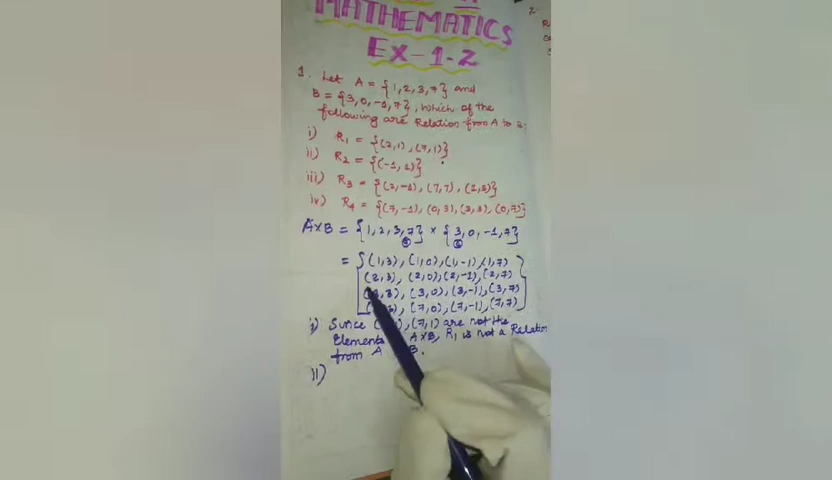 MATHEMATICS
Ex-1-2
1. Let A = {1,2,3,7} and
B = {3,0,-1,7}, which of the
following are Relation from A to B:
i) R1 = {(2,1),(7,1)}
ii) R2 = {(-1,1)}
iii) R3 = {(2,-1), (7,7), (1,3)}
iv) R4 = {(7,-1), (0,3), (3,3), (0,7)}
A×B = {1,2,3,7} × {3,0,-1,7}
= {(1,3), (1,0), (1,-1), (1,7)
(2,3), (2,0), (2,-1), (2,7)
(3,0), (3,-1), (3,7)
(7,0), (7,-1), (7,7)}
i) Since (7,1) are not the
Elements A×B, R1 is not a Relation
from A B.
ii)